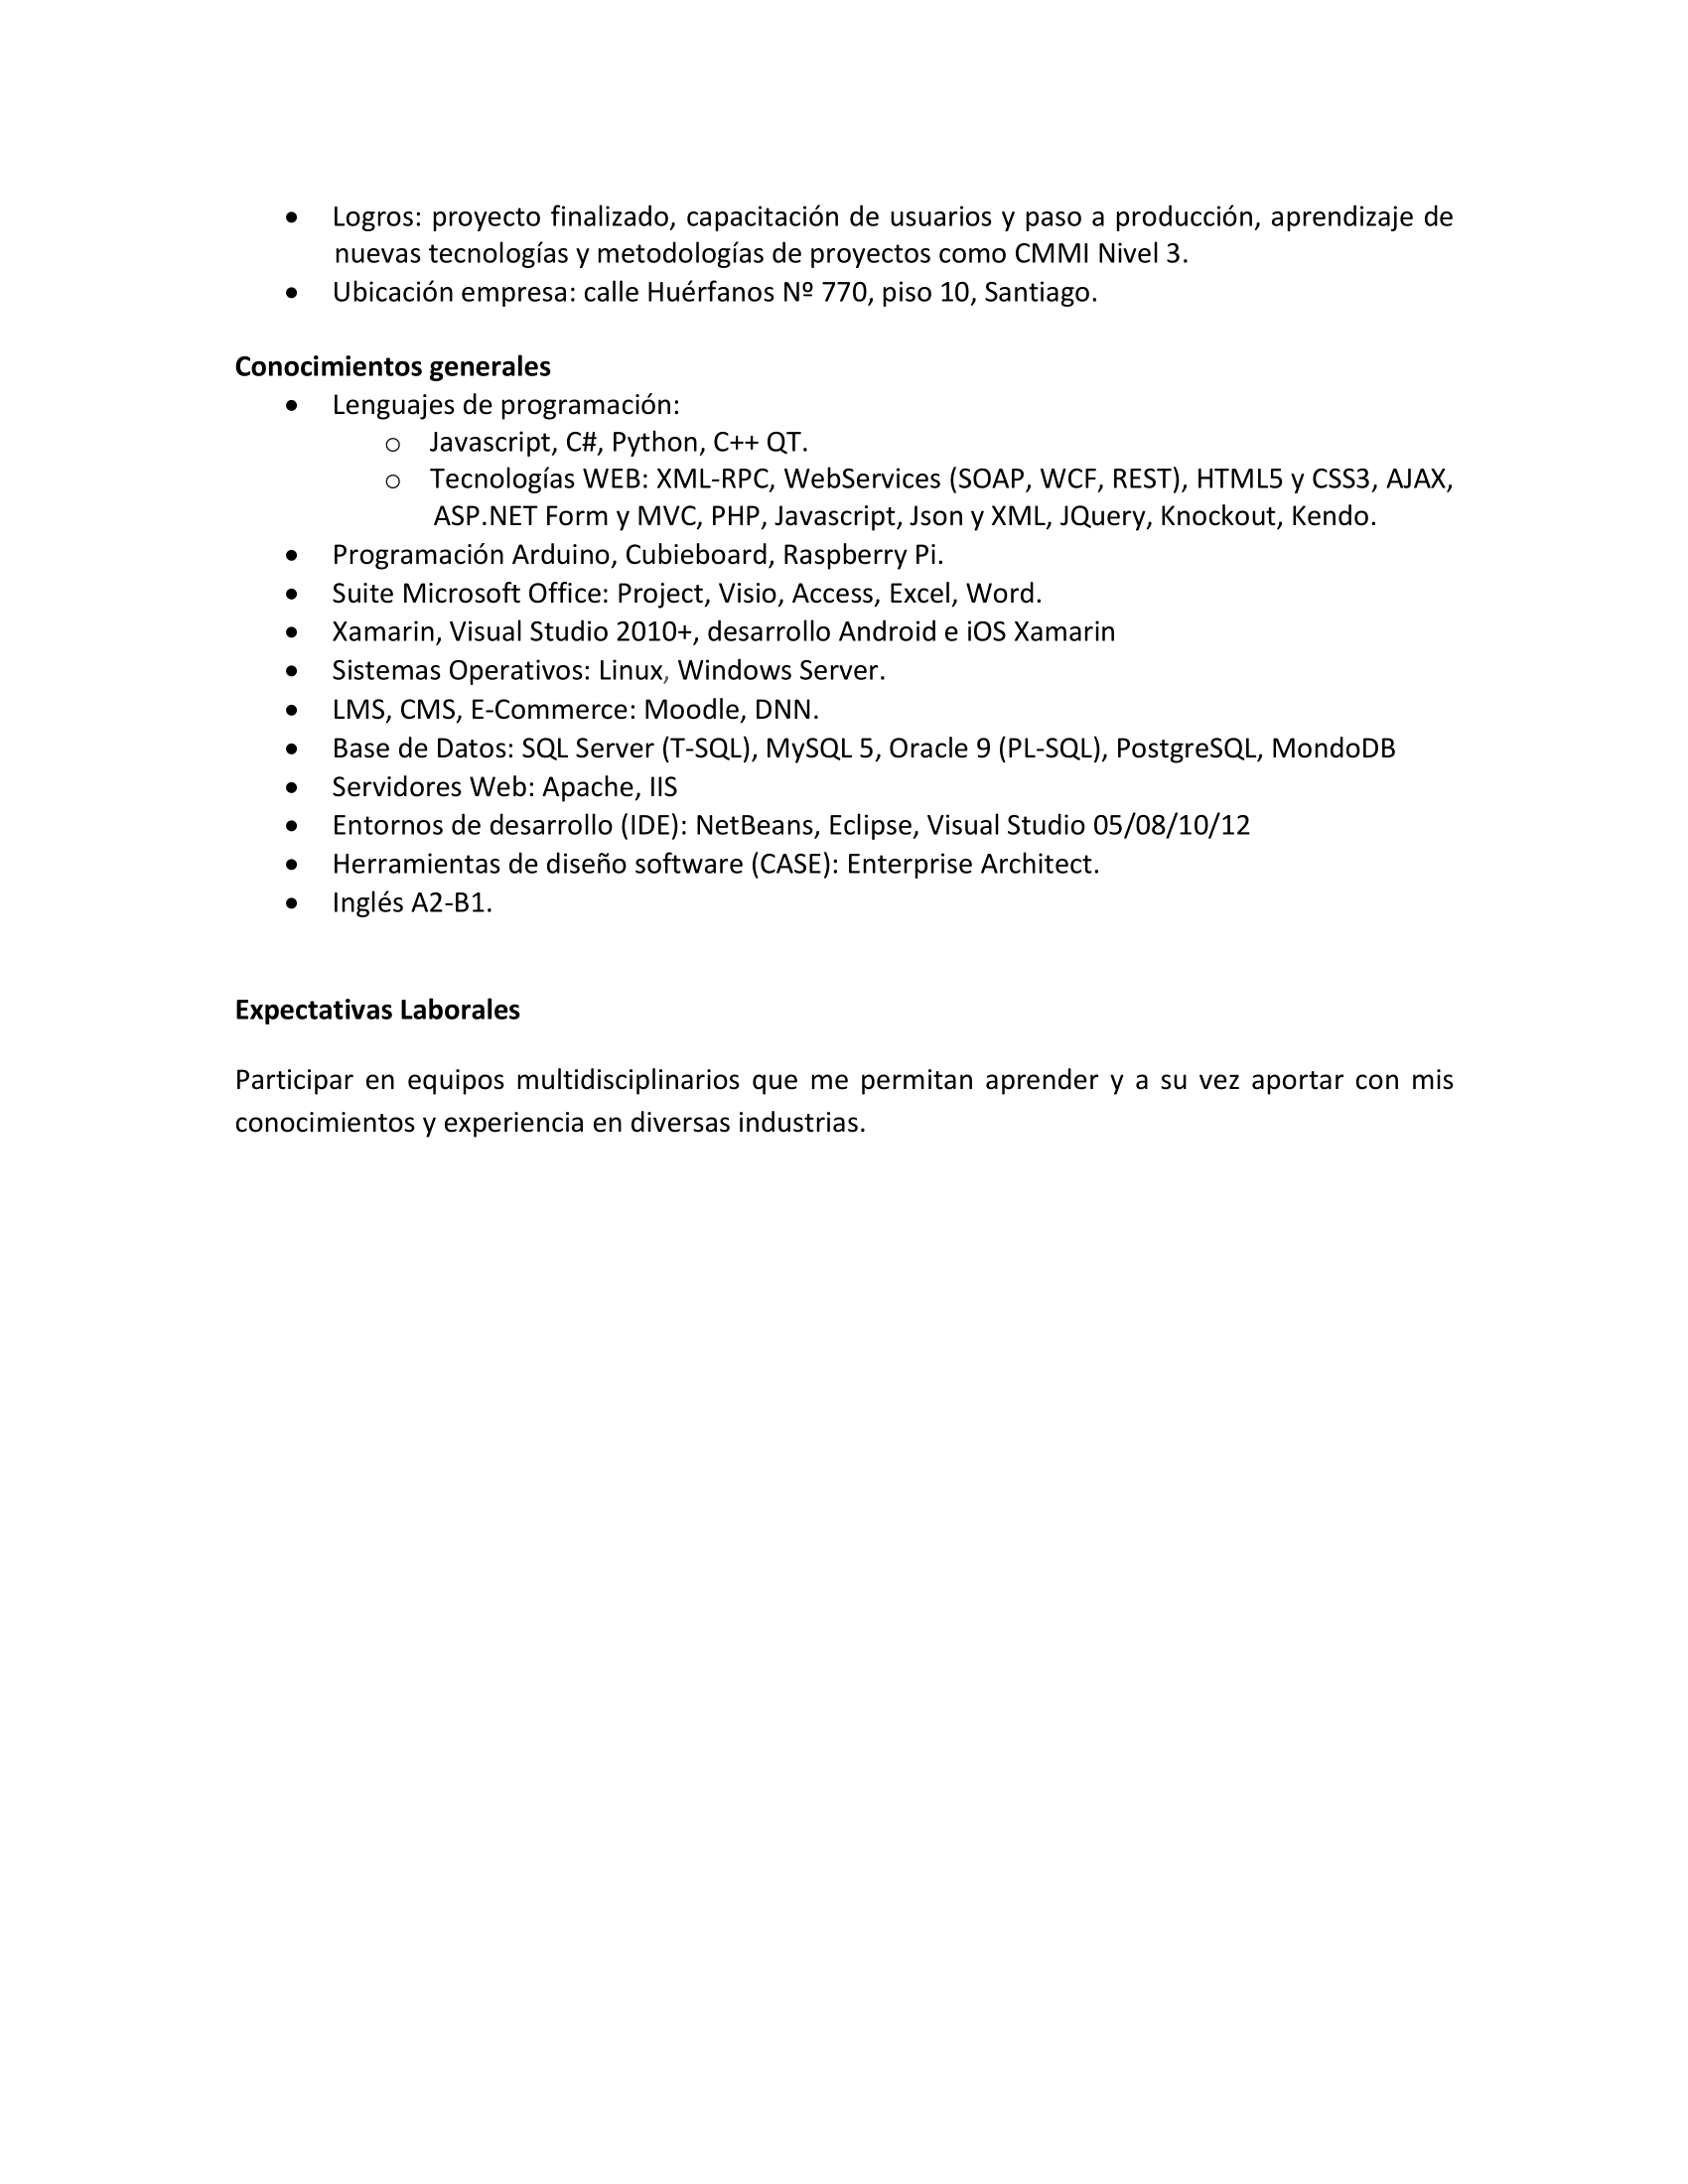 • Logros: proyecto finalizado, capacitación de usuarios y paso a producción, aprendizaje de
nuevas tecnologías y metodologías de proyectos como CMMI Nivel 3.
• Ubicación empresa: calle Huérfanos Nº 770, piso 10, Santiago.
Conocimientos generales
• Lenguajes de programación:
o Javascript, C#, Python, C++ QT.
o Tecnologías WEB: XML-RPC, WebServices (SOAP, WCF, REST), HTML5 y CSS3, AJAX,
ASP.NET Form y MVC, PHP, Javascript, Json y XML, JQuery, Knockout, Kendo.
• Programación Arduino, Cubieboard, Raspberry Pi.
• Suite Microsoft Office: Project, Visio, Access, Excel, Word.
• Xamarin, Visual Studio 2010+, desarrollo Android e iOS Xamarin
• Sistemas Operativos: Linux, Windows Server.
• LMS, CMS, E-Commerce: Moodle, DNN.
• Base de Datos: SQL Server (T-SQL), MySQL 5, Oracle 9 (PL-SQL), PostgreSQL, MondoDB
• Servidores Web: Apache, IIS
• Entornos de desarrollo (IDE): NetBeans, Eclipse, Visual Studio 05/08/10/12
• Herramientas de diseño software (CASE): Enterprise Architect.
• Inglés A2-B1.
Expectativas Laborales
Participar en equipos multidisciplinarios que me permitan aprender y a su vez aportar con mis
conocimientos y experiencia en diversas industrias.